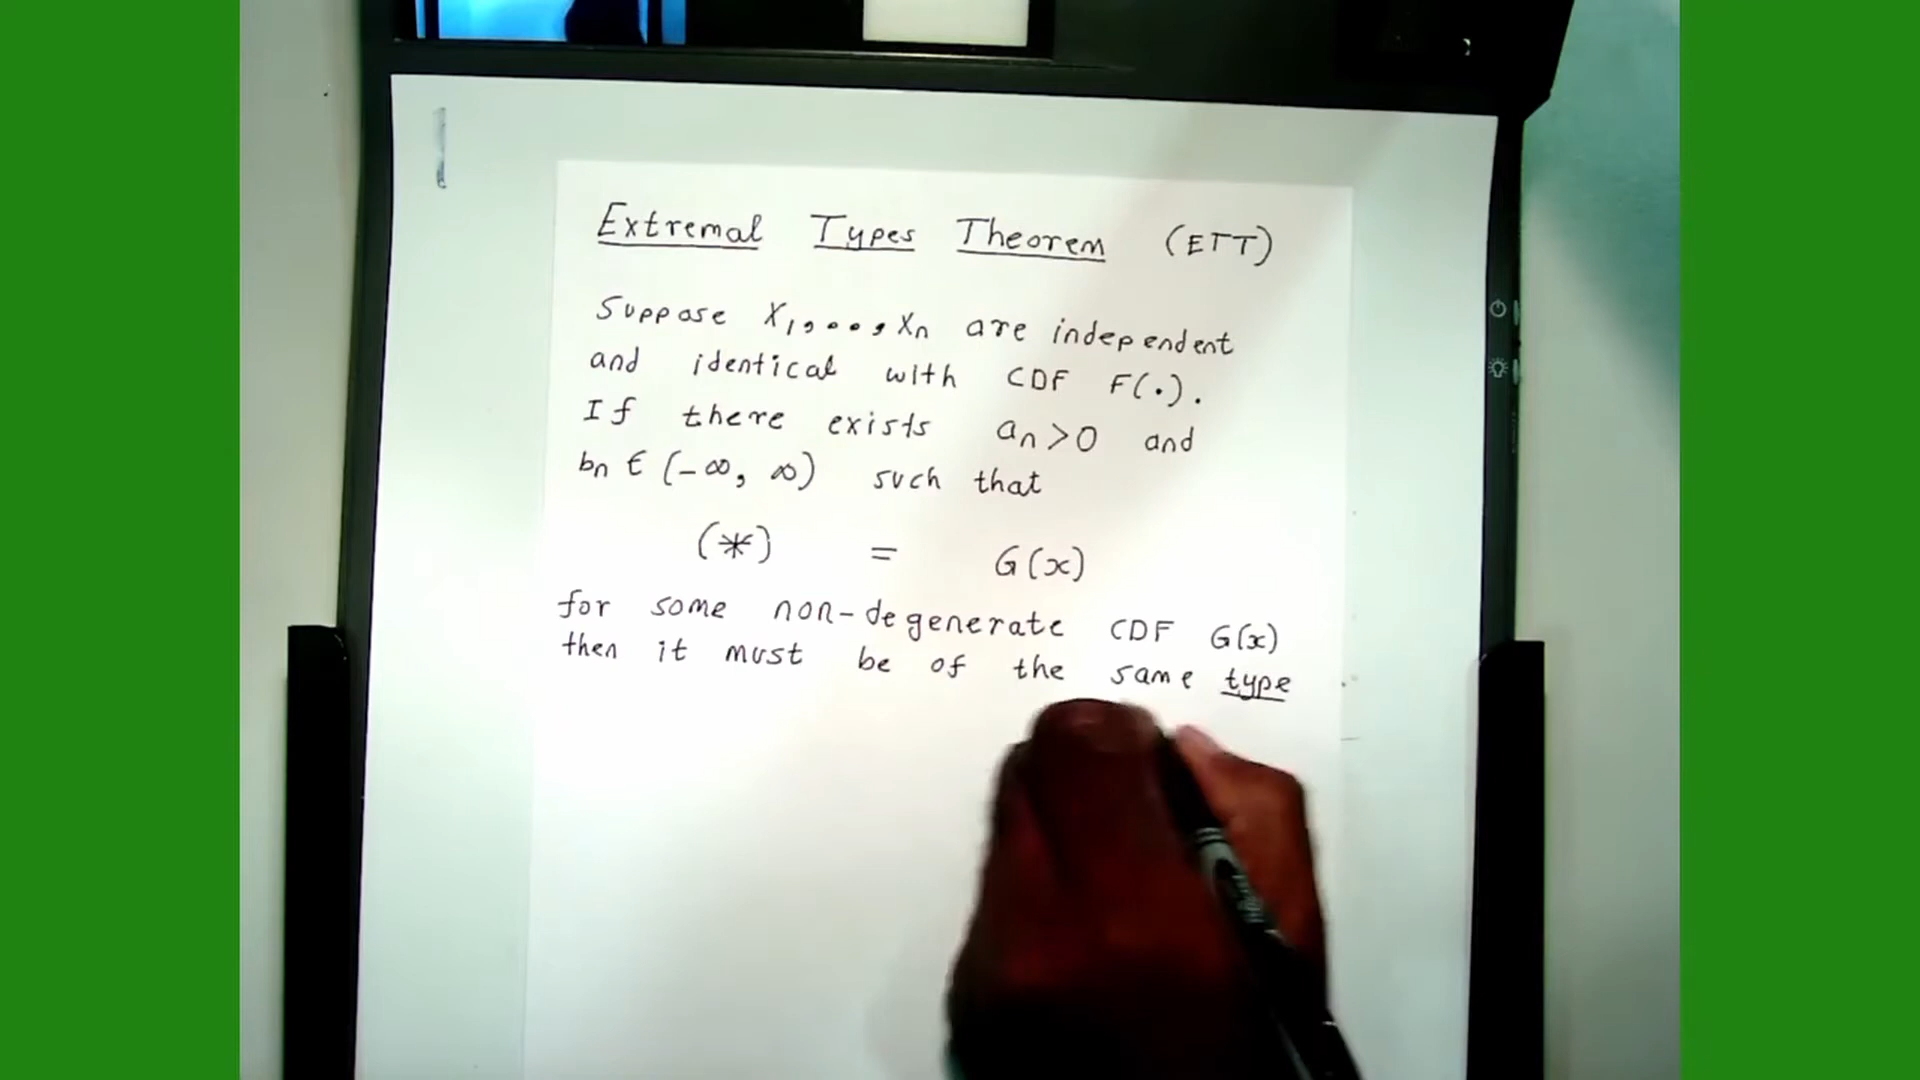 Extremal Types Theorem (ETT)
Suppose X1,...,Xn are independent
and identical with CDF F(·).
If there exists an>0 and
bn ∈ (-∞, ∞) such that
(*) = G(x)
for some non-degenerate CDF G(x)
then it must be of the same type